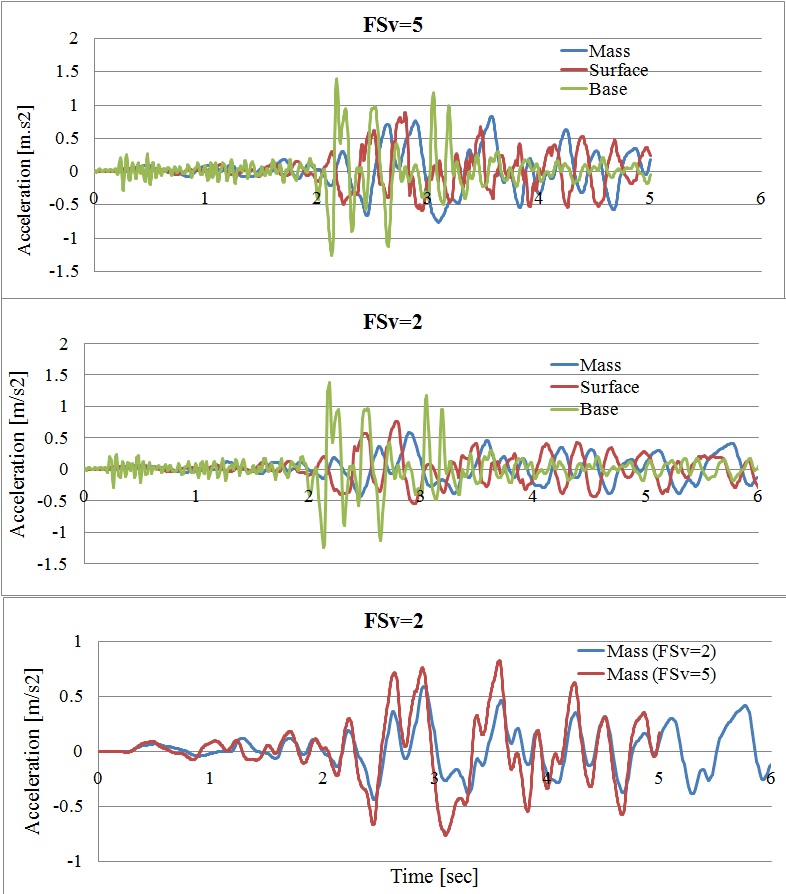 FSv=5
2
1.5
1
0.5
0
-0.5
-1
-1.5
Acceleration [m.s2]
Mass
Surface
Base
0 1 2 3 4 5 6
FSv=2
2
1.5
1
0.5
0
-0.5
-1
-1.5
Acceleration [m/s2]
Mass
Surface
Base
0 1 2 3 4 5 6
FSv=2
1
0.5
0
-0.5
-1
Acceleration [m/s2]
Mass (FSv=2)
Mass (FSv=5)
0 1 2 3 4 5 6
Time [sec]